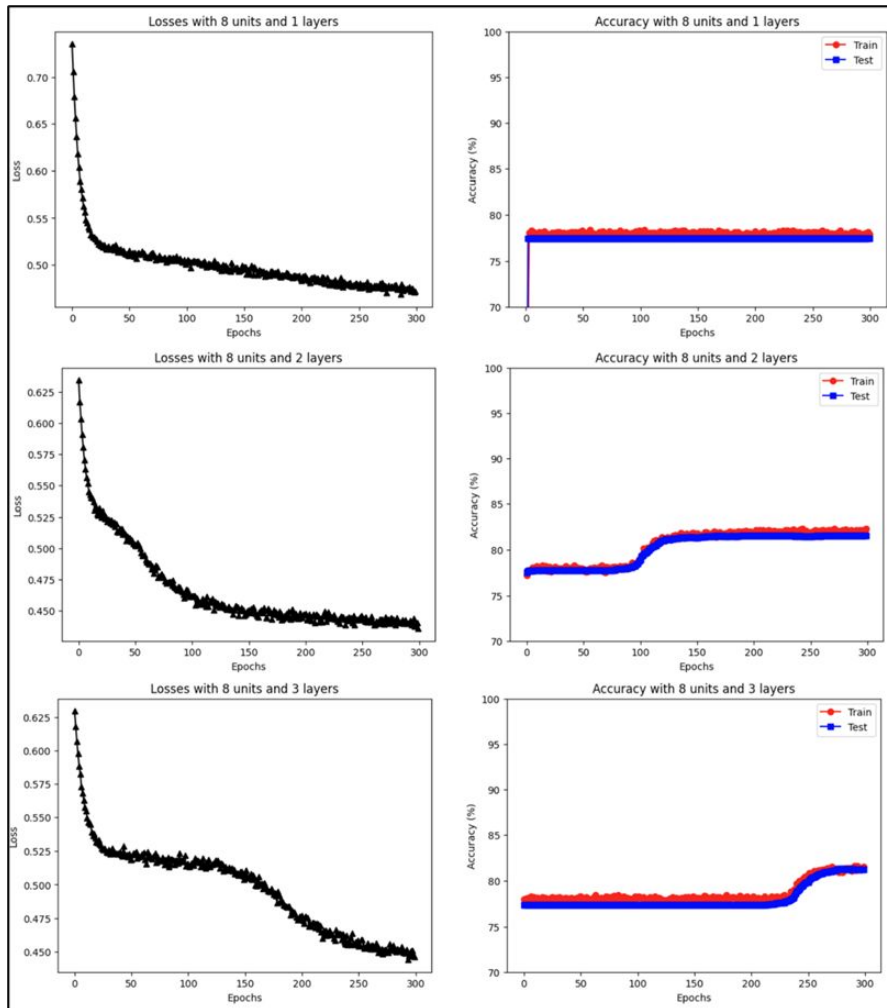 Losses with 8 units and 1 layers
Loss
0.70
0.65
0.60
0.55
0.50
0 50 100 150 200 250 300
Epochs
Accuracy with 8 units and 1 layers
Accuracy (%)
100
95
90
85
80
75
70
0 50 100 150 200 250 300
Epochs
Train
Test
Losses with 8 units and 2 layers
Loss
0.625
0.600
0.575
0.550
0.525
0.500
0.475
0.450
0 50 100 150 200 250 300
Epochs
Accuracy with 8 units and 2 layers
Accuracy (%)
100
95
90
85
80
75
70
0 50 100 150 200 250 300
Epochs
Train
Test
Losses with 8 units and 3 layers
Loss
0.625
0.600
0.575
0.550
0.525
0.500
0.475
0.450
0 50 100 150 200 250 300
Epochs
Accuracy with 8 units and 3 layers
Accuracy (%)
100
95
90
85
80
75
70
0 50 100 150 200 250 300
Epochs
Train
Test